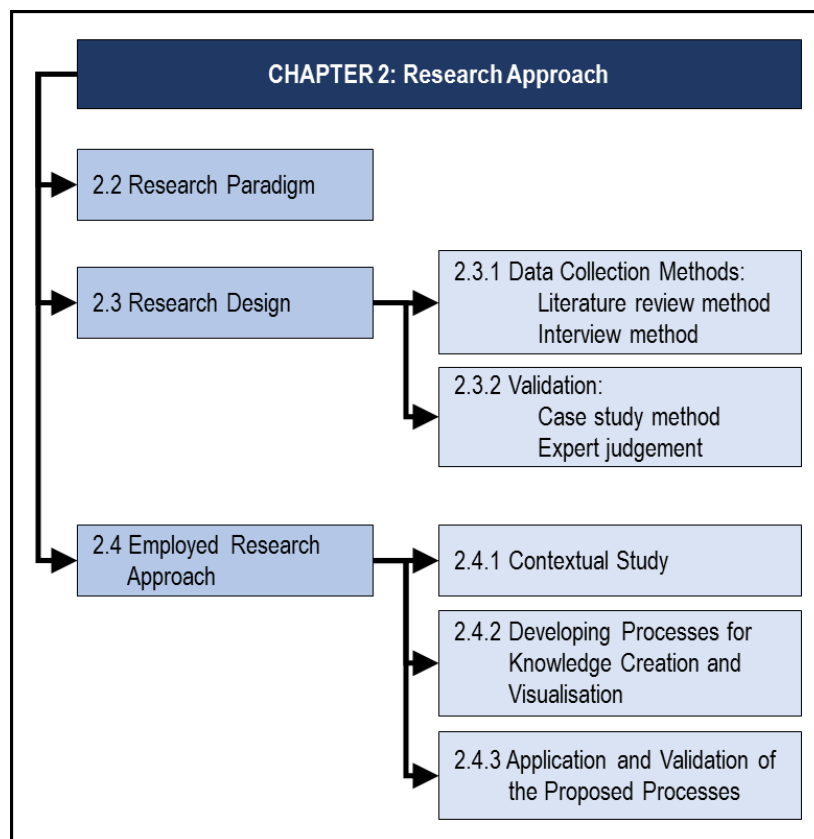 CHAPTER 2: Research Approach
2.2 Research Paradigm
2.3 Research Design
2.3.1 Data Collection Methods:
Literature review method
Interview method
2.3.2 Validation:
Case study method
Expert judgement
2.4 Employed Research
Approach
2.4.1 Contextual Study
2.4.2 Developing Processes for
Knowledge Creation and
Visualisation
2.4.3 Application and Validation of
the Proposed Processes